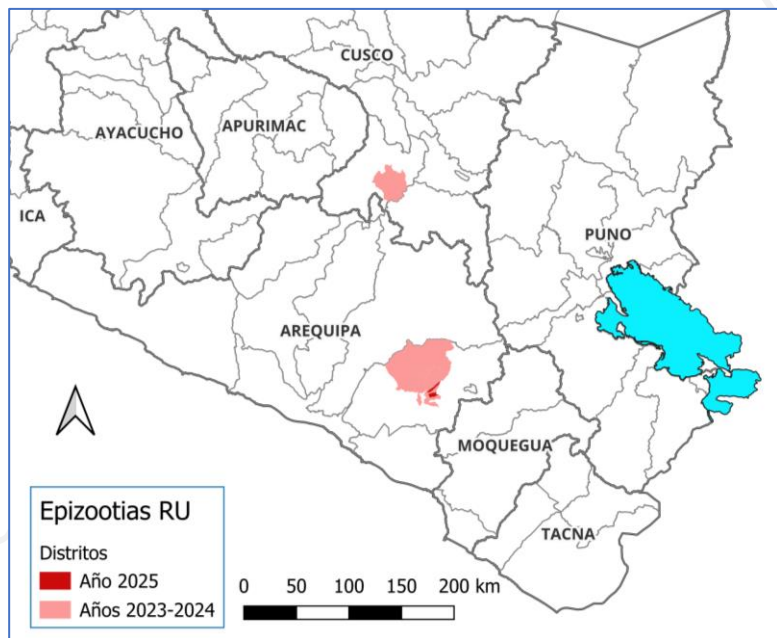 CUSCO
APURIMAC
AYACUCHO
ICA
PUNO
AREQUIPA
MOQUEGUA
TACNA
Epizootias RU
Distritos
Año 2025
Años 2023-2024
0 50 100 150 200 km